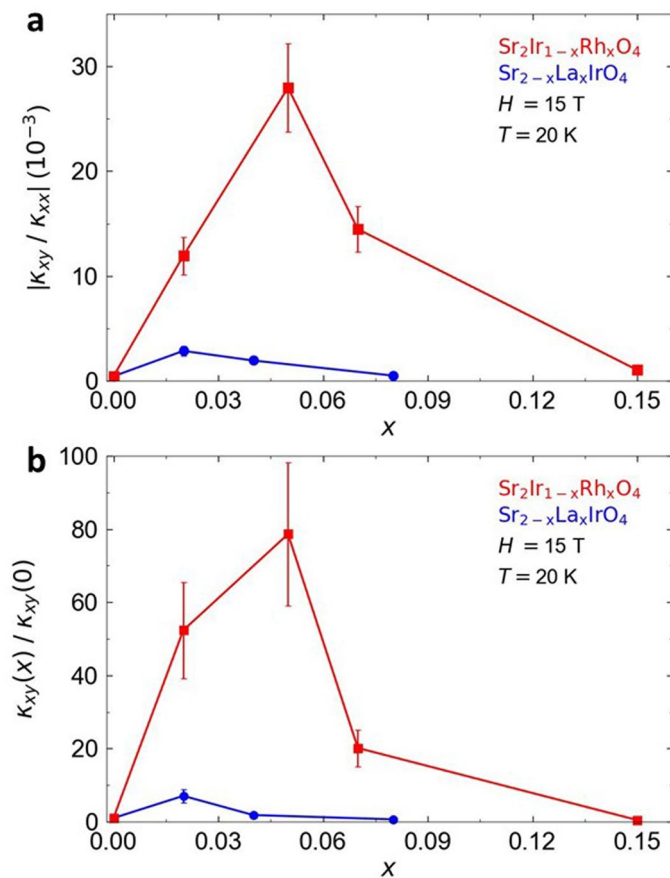 a
|κxy / κxx| (10⁻³)
30
20
10
0
Sr₂Ir₁₋ₓRhₓO₄
Sr₂₋ₓLaₓIrO₄
H = 15 T
T = 20 K
0.00 0.03 0.06 0.09 0.12 0.15
x
b
κxy(x) / κxy(0)
100
80
60
40
20
0
Sr₂Ir₁₋ₓRhₓO₄
Sr₂₋ₓLaₓIrO₄
H = 15 T
T = 20 K
0.00 0.03 0.06 0.09 0.12 0.15
x